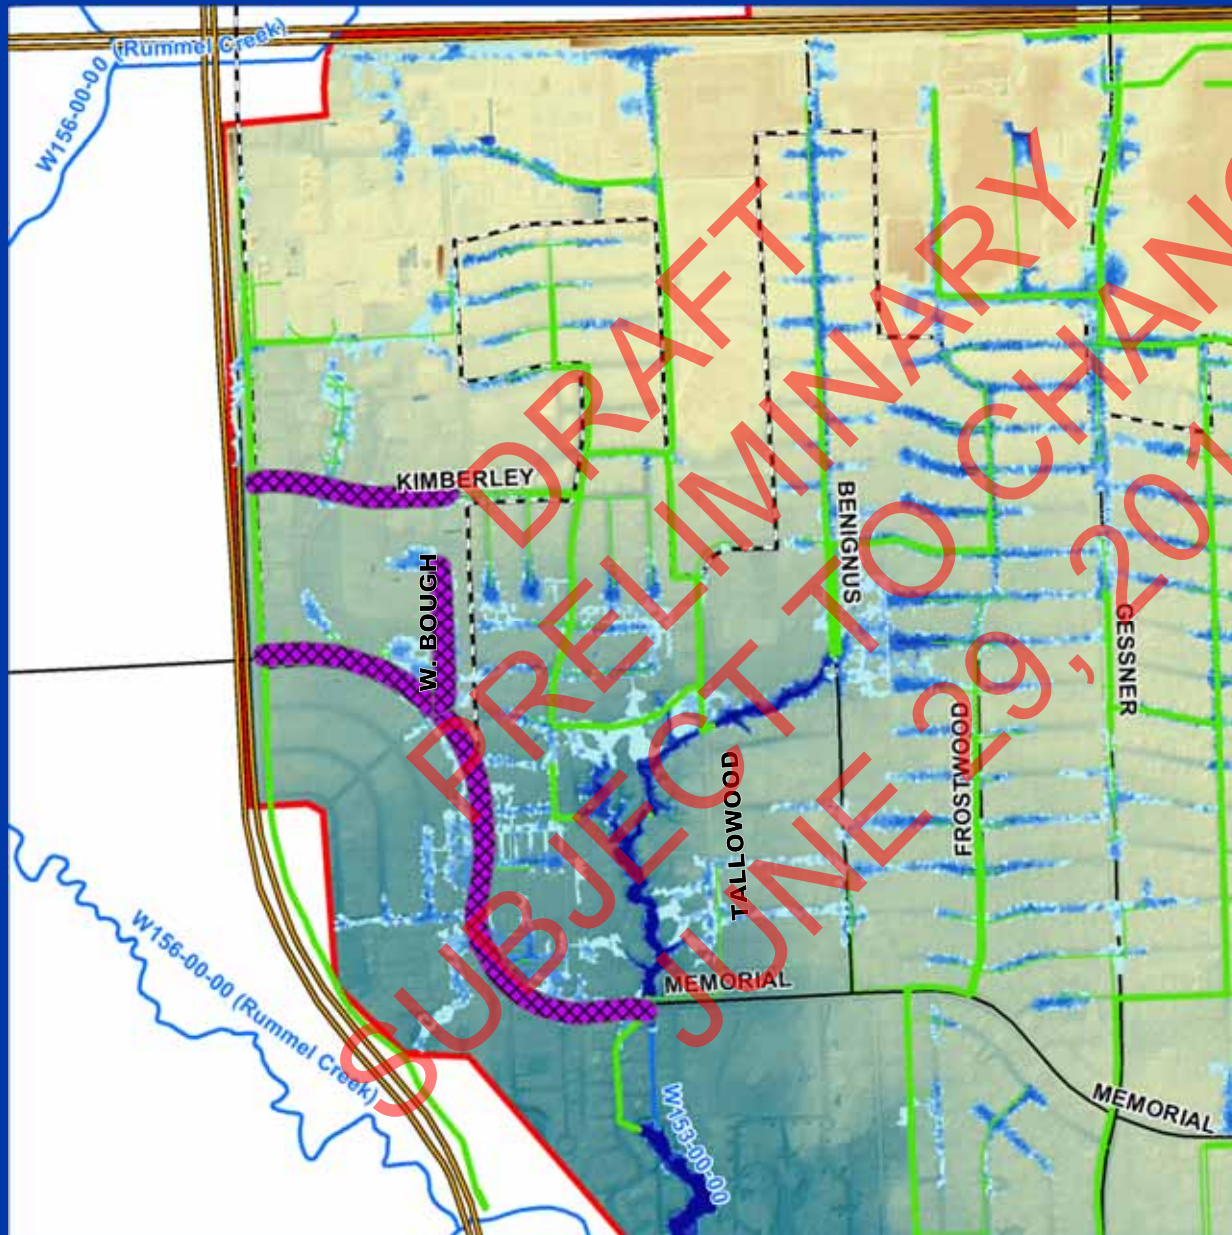 W156-00-00 (Rummel Creek)
KIMBERLEY
W. BOUGH
BENIGNUS
GESSNER
FROSTWOOD
TALLOWOOD
MEMORIAL
W156-00-00 (Rummel Creek)
W153-00-00
MEMORIAL
DRAFT
PRELIMINARY
SUBJECT TO CHANG
JUNE 29, 201